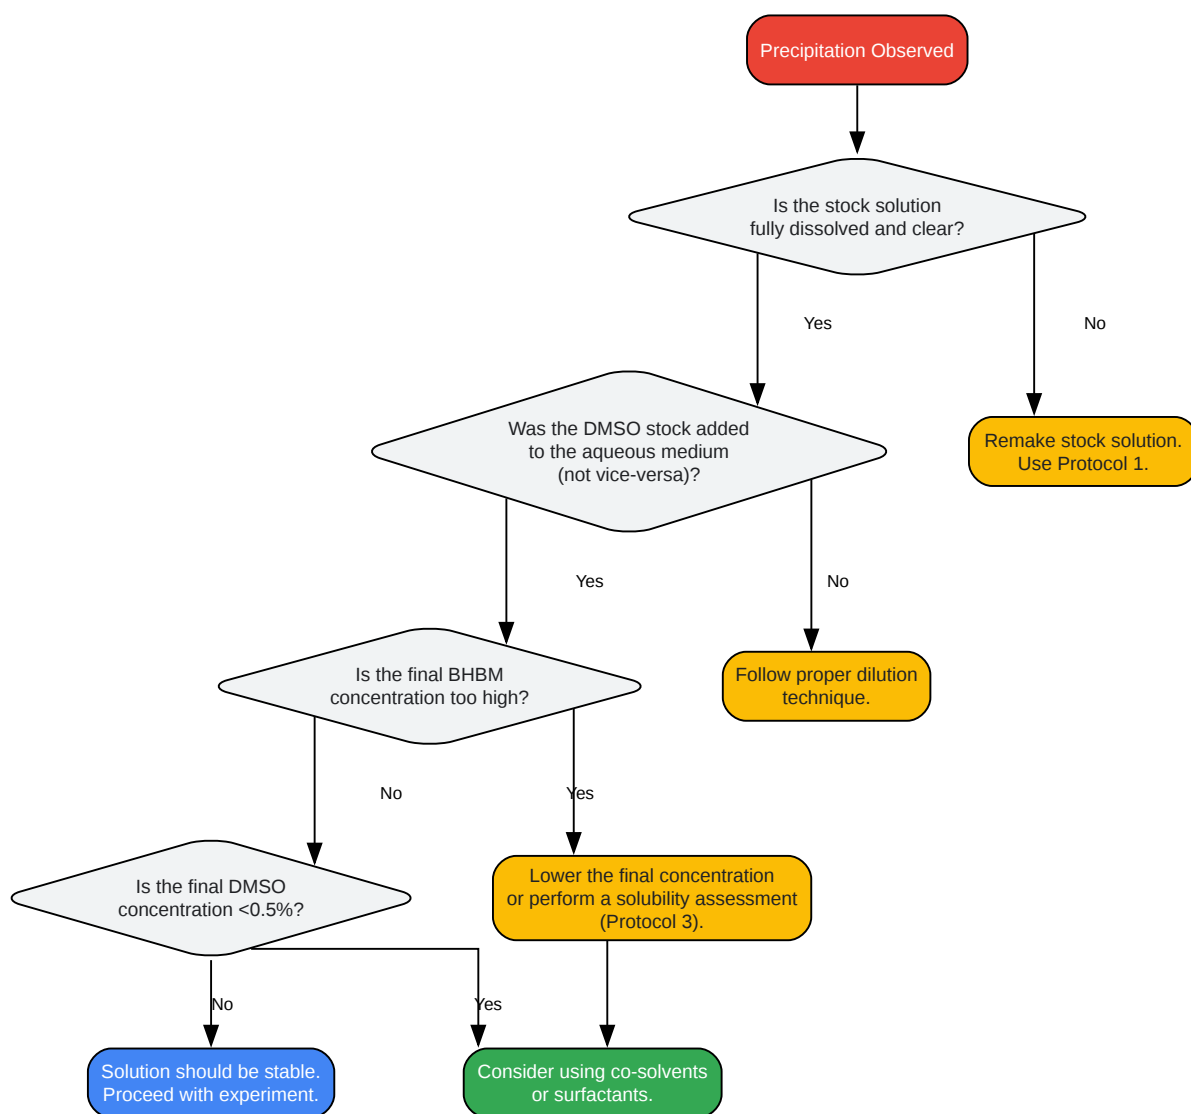 Precipitation Observed
Is the stock solution
fully dissolved and clear?
Yes
No
Was the DMSO stock added
to the aqueous medium
(not vice-versa)?
Remake stock solution.
Use Protocol 1.
Yes
No
Is the final BHBM
concentration too high?
Follow proper dilution
technique.
No
Yes
Is the final DMSO
concentration <0.5%?
Lower the final concentration
or perform a solubility assessment
(Protocol 3).
No
Yes
Solution should be stable.
Proceed with experiment.
Consider using co-solvents
or surfactants.